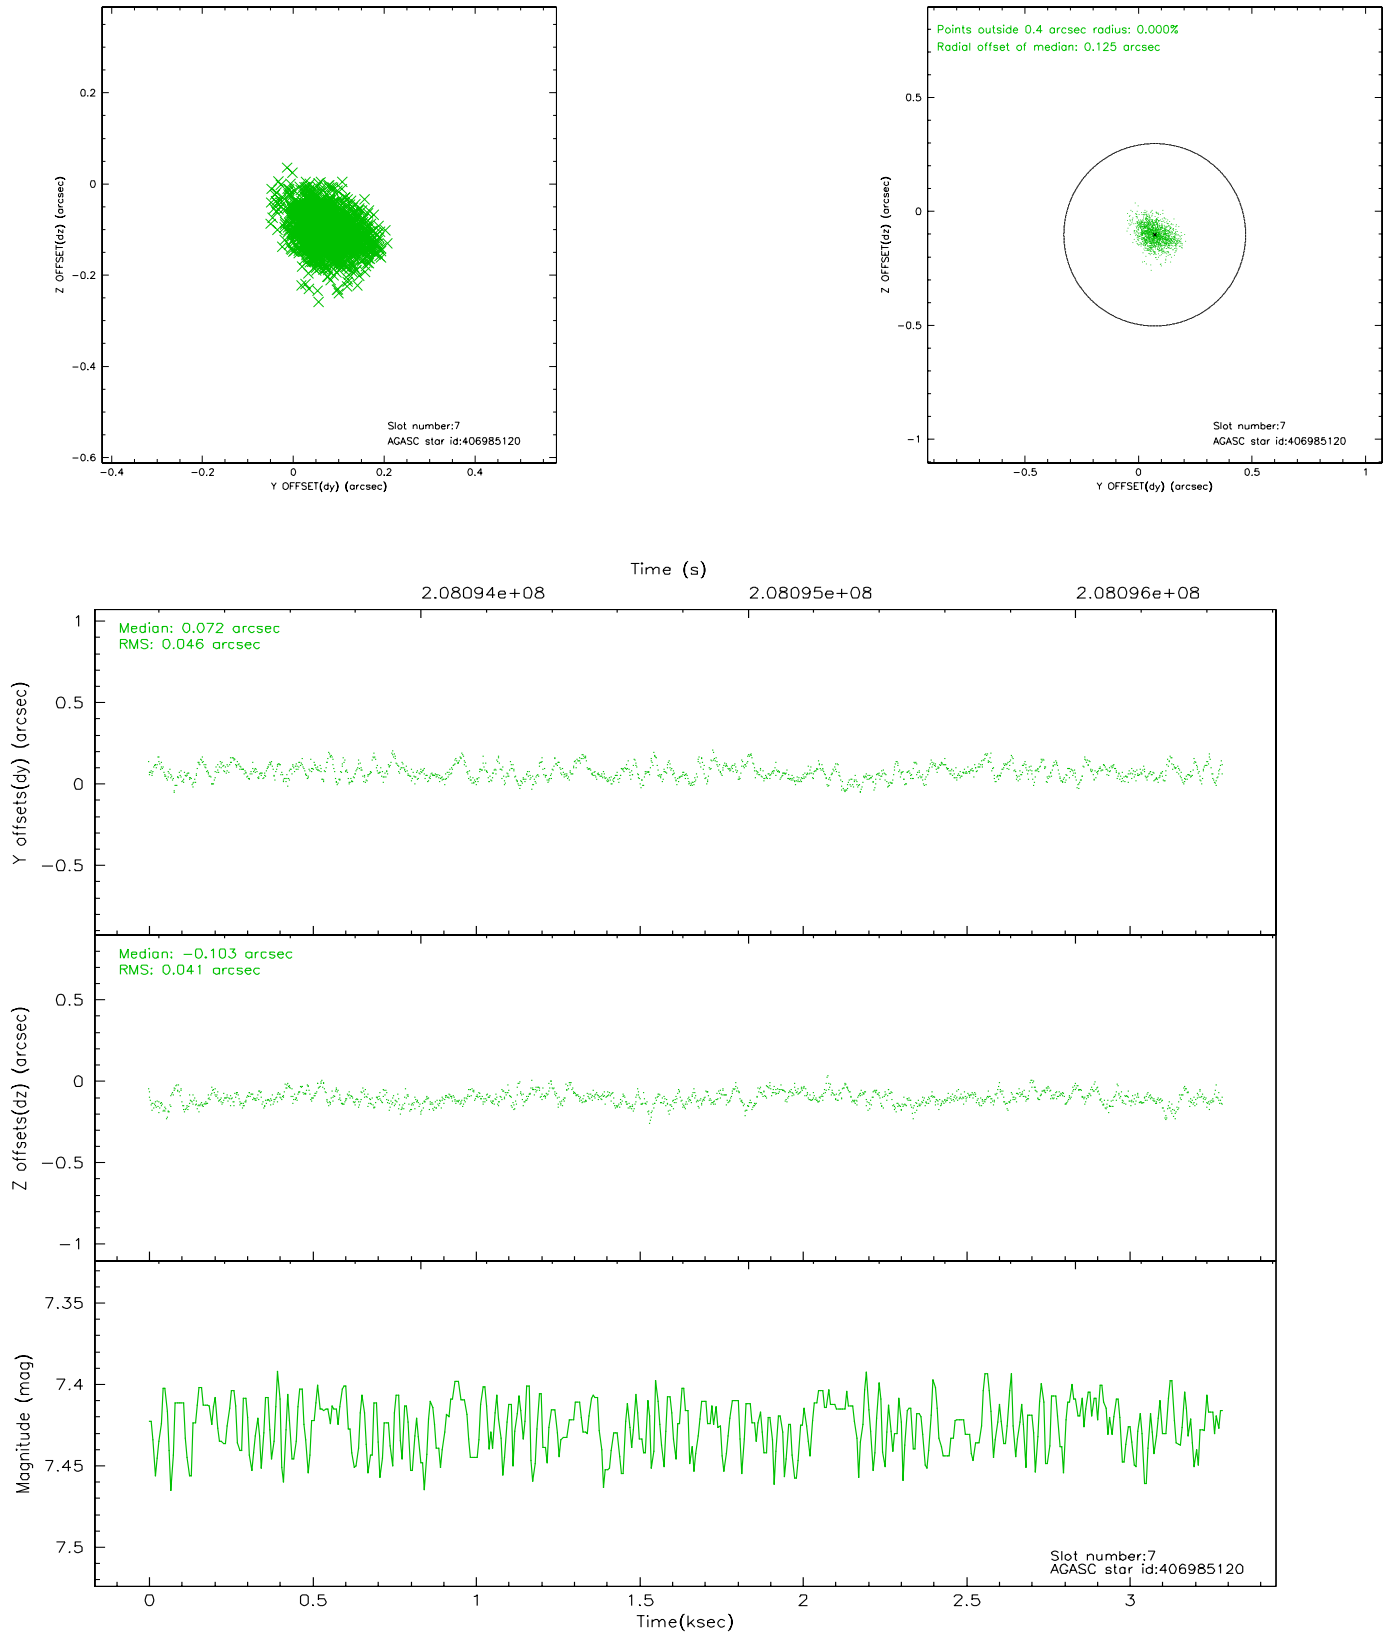 0.2
0
−0.2
−0.4
−0.6
Z OFFSET(dz) (arcsec)
−0.4 −0.2 0 0.2 0.4
Y OFFSET(dy) (arcsec)
Slot number:7
AGASC star id:406985120
Points outside 0.4 arcsec radius: 0.000%
Radial offset of median: 0.125 arcsec
0.5
0
−0.5
−1
Z OFFSET(dz) (arcsec)
−0.5 0 0.5 1
Y OFFSET(dy) (arcsec)
Slot number:7
AGASC star id:406985120
Time (s)
2.08094e+08 2.08095e+08 2.08096e+08
Median: 0.072 arcsec
RMS: 0.046 arcsec
1
0.5
0
−0.5
Y offsets(dy) (arcsec)
Median: −0.103 arcsec
RMS: 0.041 arcsec
0.5
0
−0.5
−1
Z offsets(dz) (arcsec)
7.35
7.4
7.45
7.5
Magnitude (mag)
Slot number:7
AGASC star id:406985120
0 0.5 1 1.5 2 2.5 3
Time(ksec)